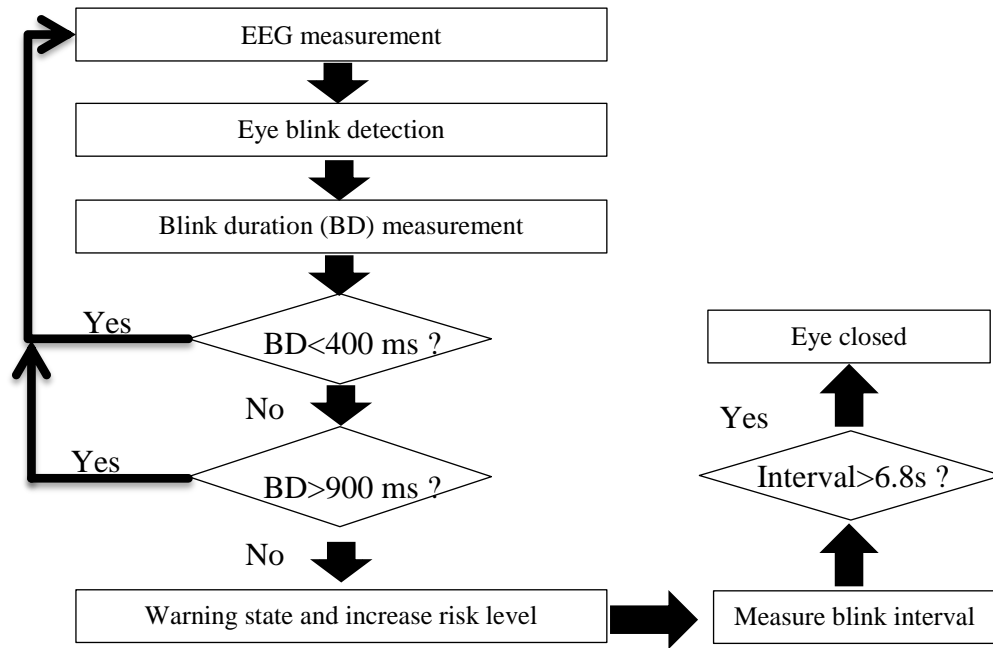 EEG measurement
Eye blink detection
Blink duration (BD) measurement
Yes
BD<400 ms ?
No
Yes
BD>900 ms ?
No
Warning state and increase risk level
Measure blink interval
Interval>6.8s ?
Yes
Eye closed